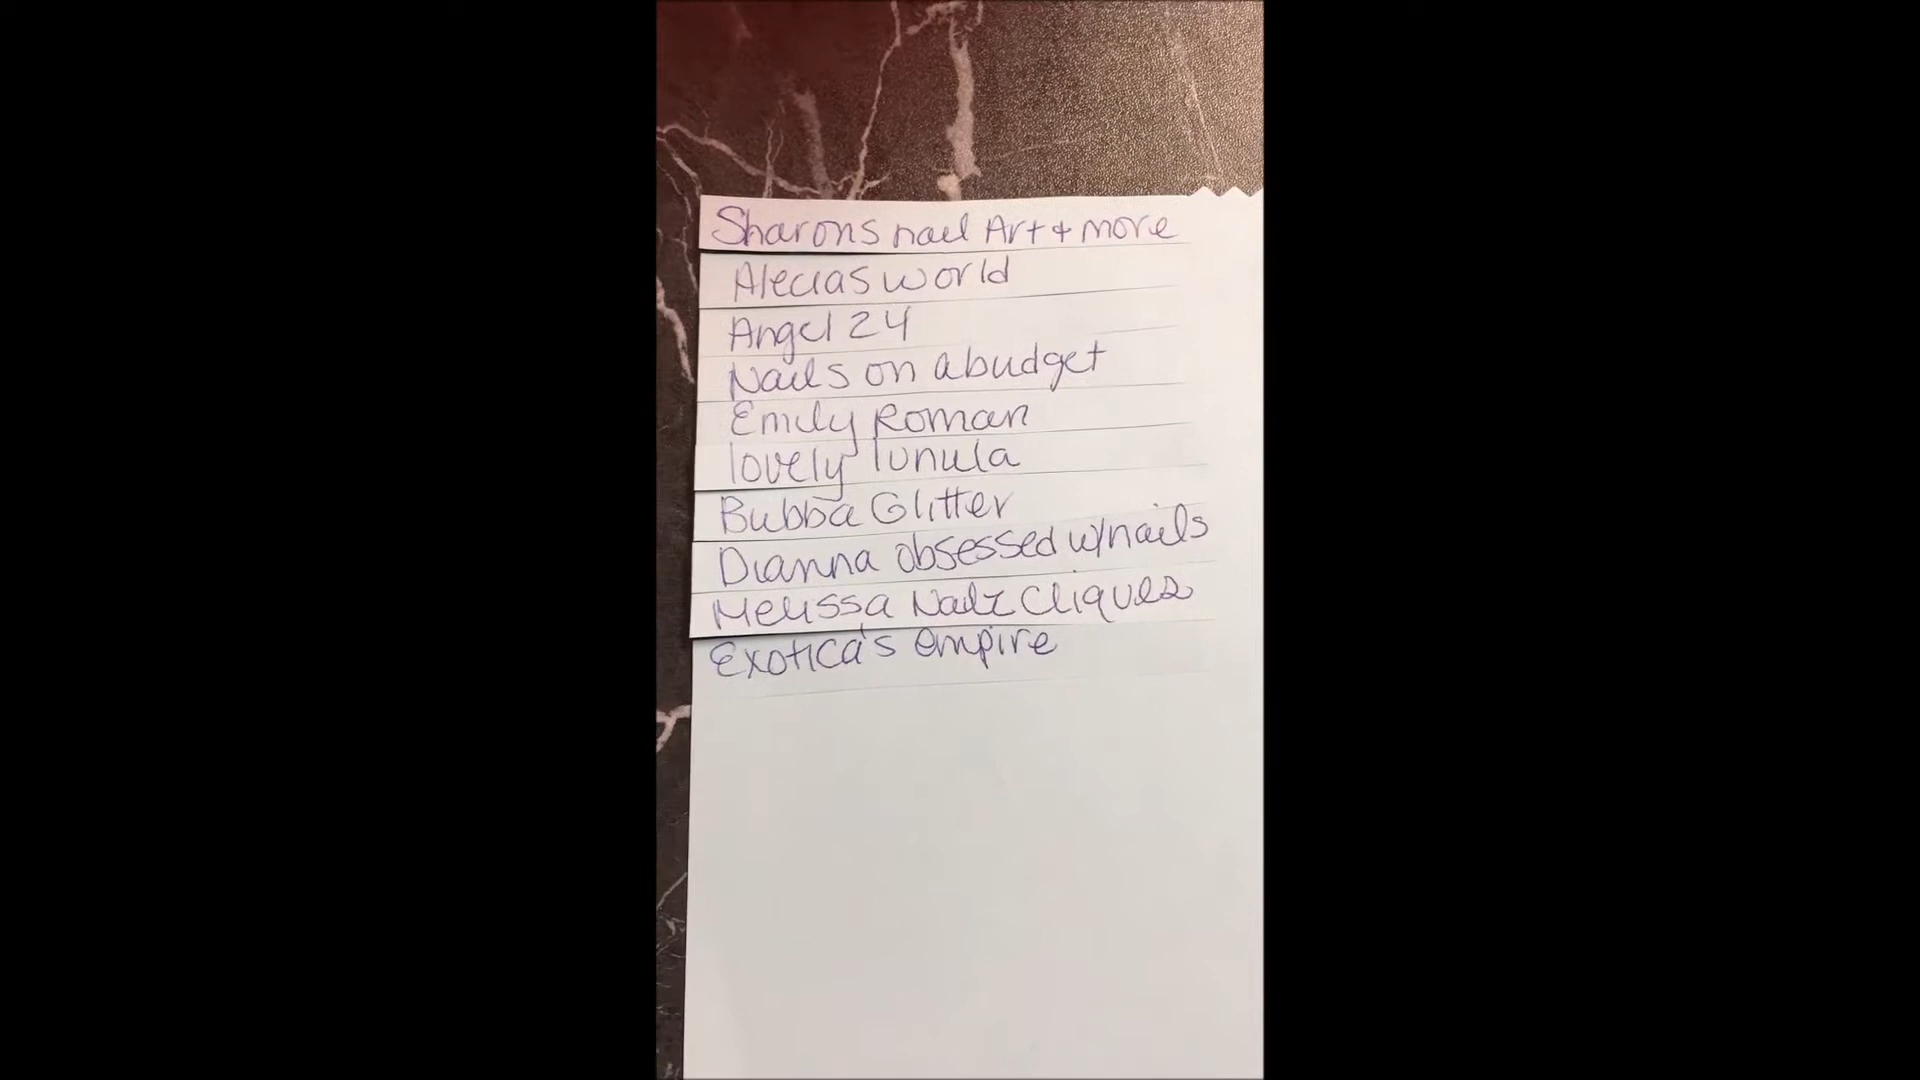 Sharons nail Art + more
Alecias world
Angel 24
Nails on a budget
Emily Roman
lovely lunula
Bubba Glitter
Dianna obsessed w/nails
Melissa Nailz Cliques
Exotica's empire